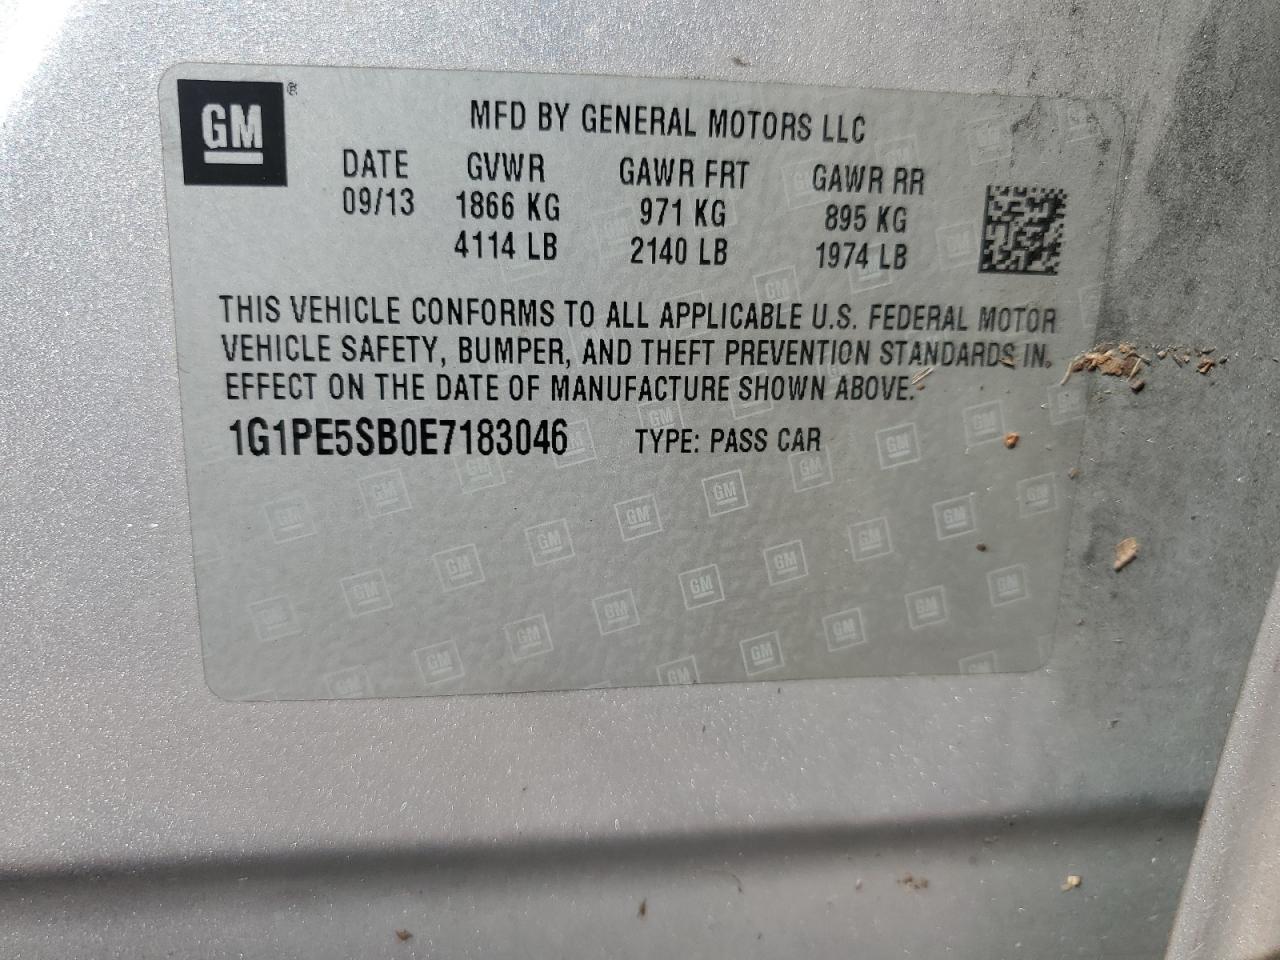 GM ®
MFD BY GENERAL MOTORS LLC
DATE GVWR GAWR FRT GAWR RR
09/13 1866 KG 971 KG 895 KG
4114 LB 2140 LB 1974 LB
THIS VEHICLE CONFORMS TO ALL APPLICABLE U.S. FEDERAL MOTOR
VEHICLE SAFETY, BUMPER, AND THEFT PREVENTION STANDARDS IN
EFFECT ON THE DATE OF MANUFACTURE SHOWN ABOVE.
1G1PE5SB0E7183046 TYPE: PASS CAR